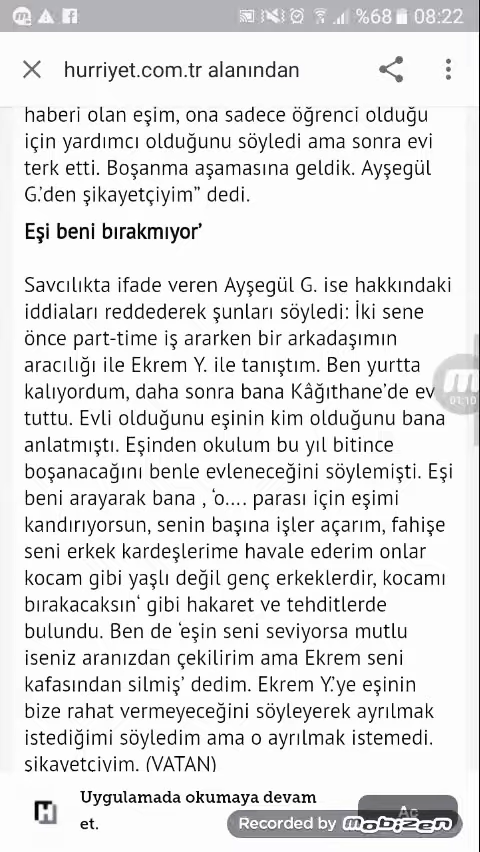 %68 08:22
hurriyet.com.tr alanından
haberi olan eşim, ona sadece öğrenci olduğu
için yardımcı olduğunu söyledi ama sonra evi
terk etti. Boşanma aşamasına geldik. Ayşegül
G.’den şikayetçiyim” dedi.
Eşi beni bırakmıyor’
Savcılıkta ifade veren Ayşegül G. ise hakkındaki
iddiaları reddederek şunları söyledi: İki sene
önce part-time iş ararken bir arkadaşımın
aracılığı ile Ekrem Y. ile tanıştım. Ben yurtta
kalıyordum, daha sonra bana Kâğıthane’de ev
tuttu. Evli olduğunu eşinin kim olduğunu bana
anlatmıştı. Eşinden okulum bu yıl bitince
boşanacağını benle evleneceğini söylemişti. Eşi
beni arayarak bana , ‘o.... parası için eşimi
kandırıyorsun, senin başına işler açarım, fahişe
seni erkek kardeşlerime havale ederim onlar
kocam gibi yaşlı değil genç erkeklerdir, kocamı
bırakacaksın‘ gibi hakaret ve tehditlerde
bulundu. Ben de ‘eşin seni seviyorsa mutlu
iseniz aranızdan çekilirim ama Ekrem seni
kafasından silmiş’ dedim. Ekrem Y.’ye eşinin
bize rahat vermeyeceğini söyleyerek ayrılmak
istediğimi söyledim ama o ayrılmak istemedi.
şikayetçiyim. (VATAN)
01:10
Uygulamada okumaya devam
et.
Aç
Recorded by mobizen